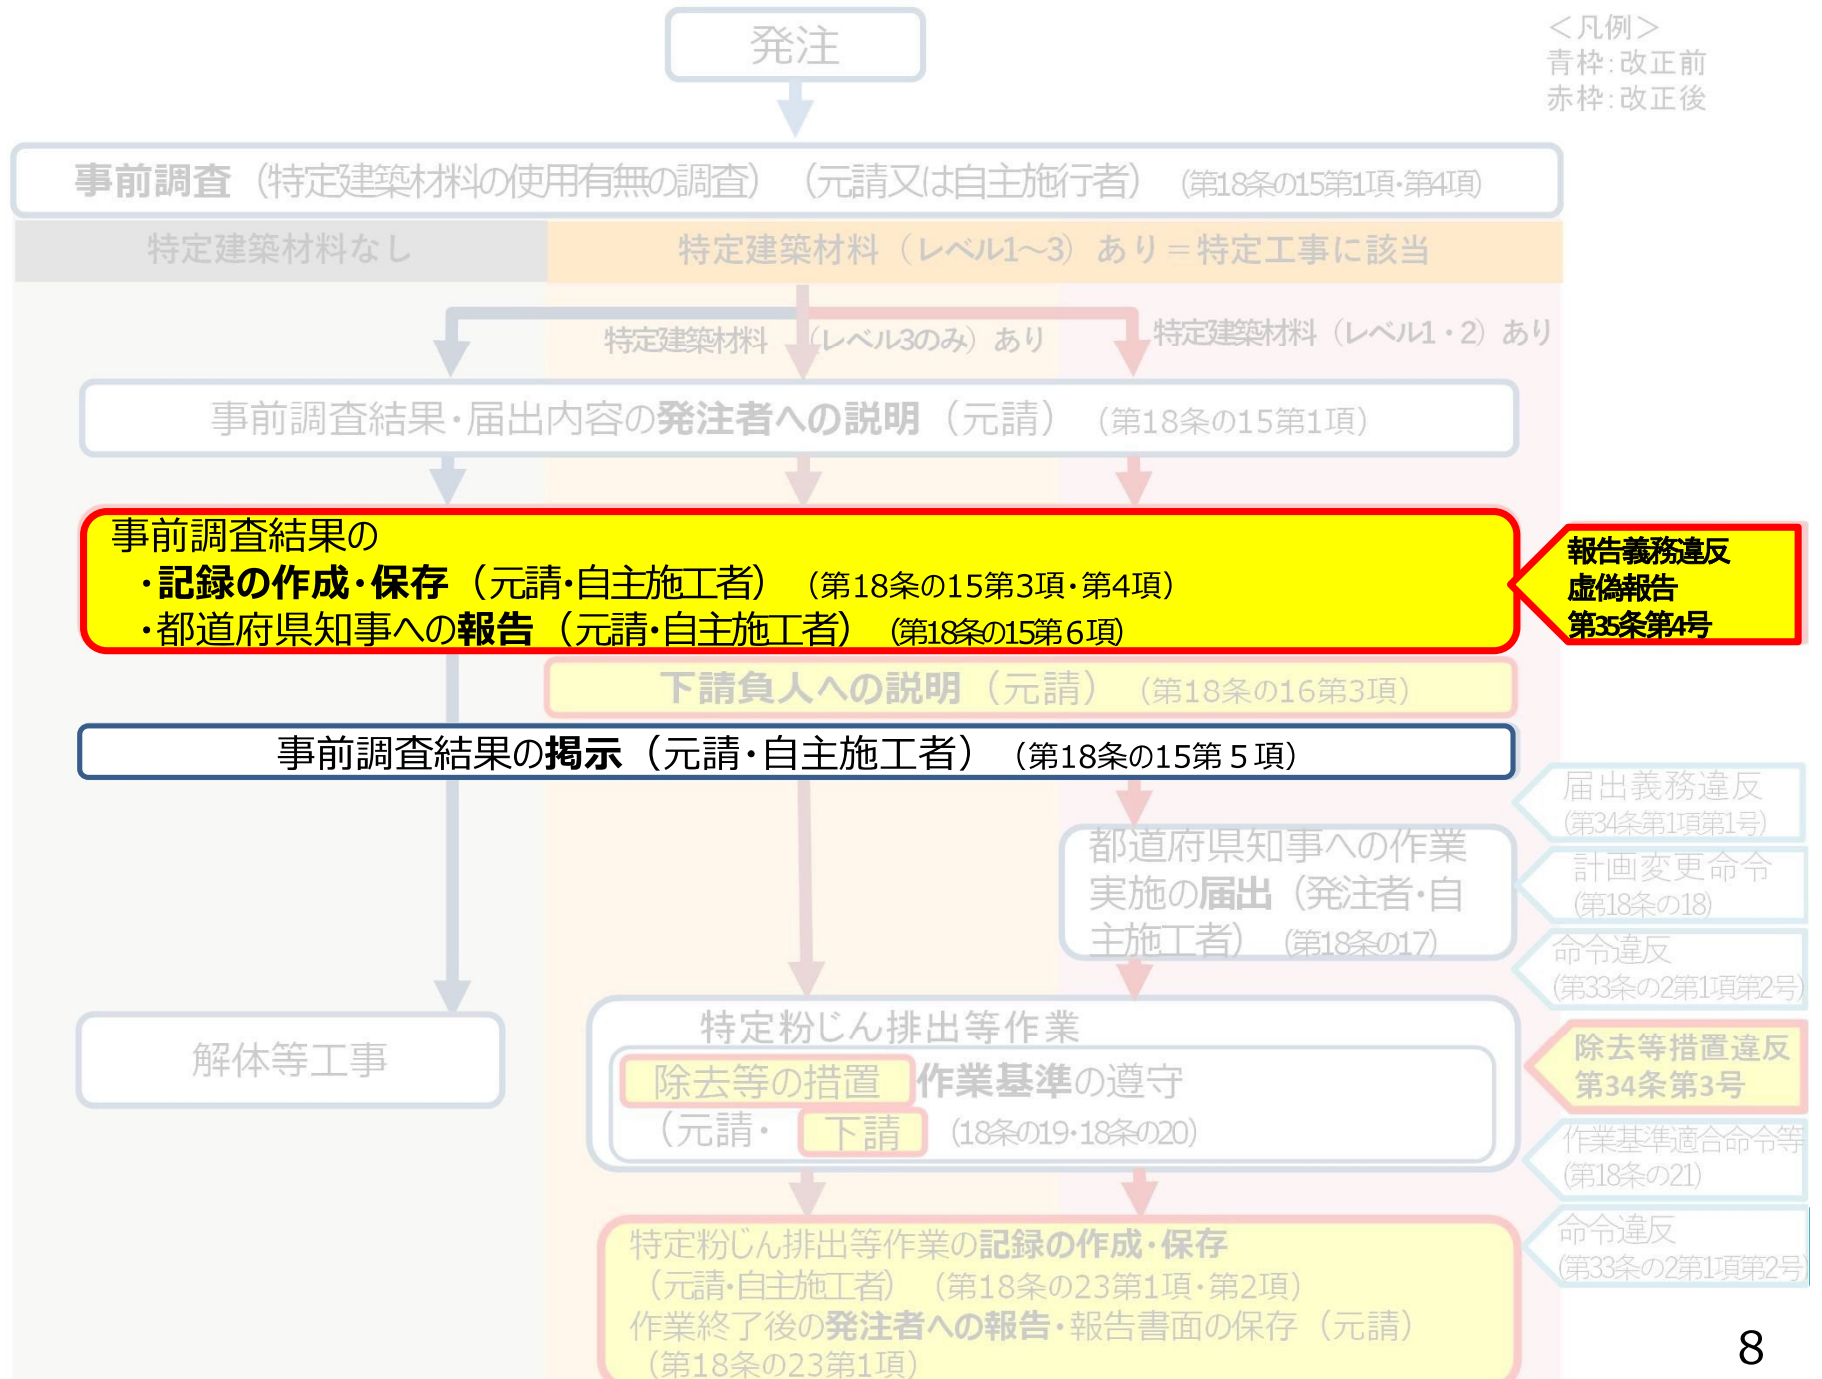 発注
＜凡例＞
青枠：改正前
赤枠：改正後
事前調査（特定建築材料の使用有無の調査）（元請又は自主施行者）（第18条の15第1項・第4項）
特定建築材料なし
特定建築材料（レベル1～3）あり＝特定工事に該当
特定建築材料（レベル3のみ）あり
特定建築材料（レベル1・2）あり
事前調査結果・届出内容の発注者への説明（元請）（第18条の15第1項）
事前調査結果の
・記録の作成・保存（元請・自主施工者）（第18条の15第3項・第4項）
・都道府県知事への報告（元請・自主施工者）（第18条の15第６項）
報告義務違反
虚偽報告
第35条第4号
下請負人への説明（元請）（第18条の16第3項）
事前調査結果の掲示（元請・自主施工者）（第18条の15第５項）
届出義務違反
(第34条第1項第1号)
都道府県知事への作業
実施の届出（発注者・自
主施工者）（第18条の17）
計画変更命令
(第18条の18)
命令違反
(第33条の2第1項第2号)
解体等工事
特定粉じん排出等作業
除去等の措置 作業基準の遵守
（元請・ 下請 (18条の19・18条の20)
除去等措置違反
第34条第3号
作業基準適合命令等
(第18条の21)
命令違反
(第33条の2第1項第2号)
特定粉じん排出等作業の記録の作成・保存
（元請・自主施工者）（第18条の23第1項・第2項）
作業終了後の発注者への報告・報告書面の保存（元請）
（第18条の23第1項）
8